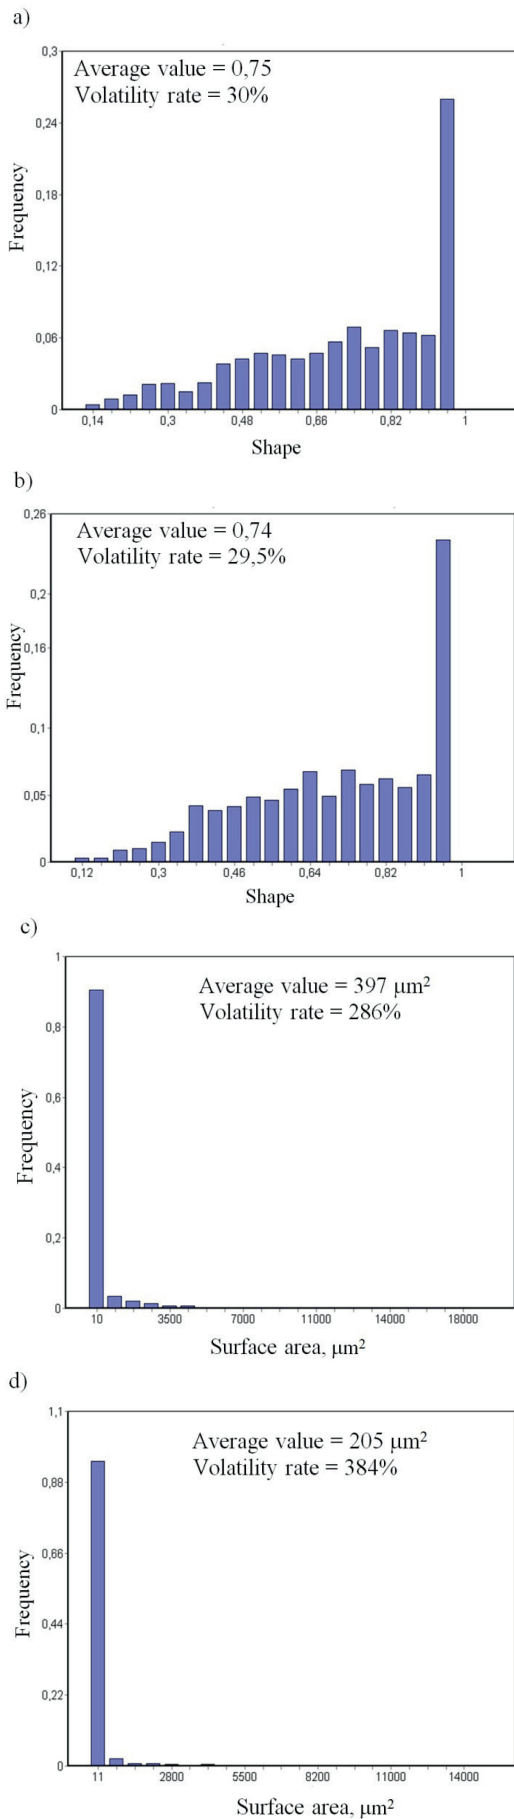 a)
0,3
Average value = 0,75
Volatility rate = 30%
0,24
0,18
0,12
0,06
0
Frequency
0,14 0,3 0,48 0,66 0,82 1
Shape
b)
0,26
Average value = 0,74
Volatility rate = 29,5%
0,2
0,16
0,1
0,05
0
Frequency
0,12 0,3 0,48 0,64 0,82 1
Shape
c)
1
Average value = 397 μm²
Volatility rate = 286%
0,8
0,6
0,4
0,2
0
Frequency
10 3500 7000 11000 14000 18000
Surface area, μm²
d)
1,1
Average value = 205 μm²
Volatility rate = 384%
0,88
0,66
0,44
0,22
0
Frequency
11 2800 5500 8200 11000 14000
Surface area, μm²